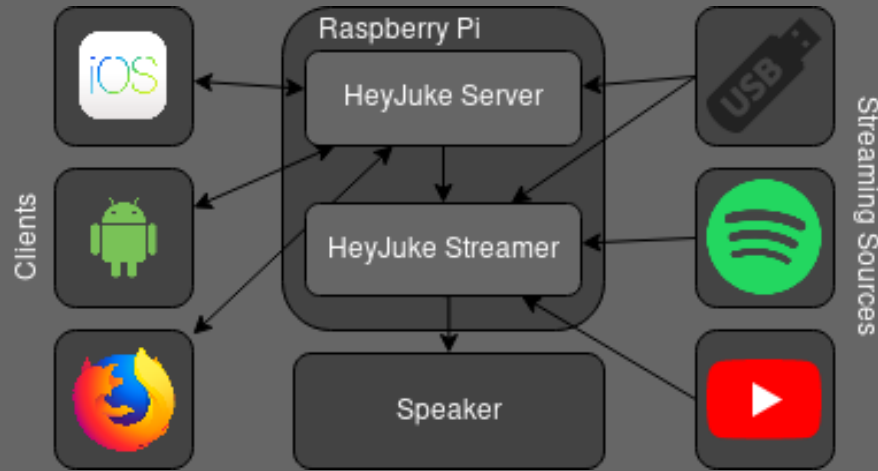 Raspberry Pi
iOS
HeyJuke Server
USB
Clients
HeyJuke Streamer
Streaming Sources
Speaker